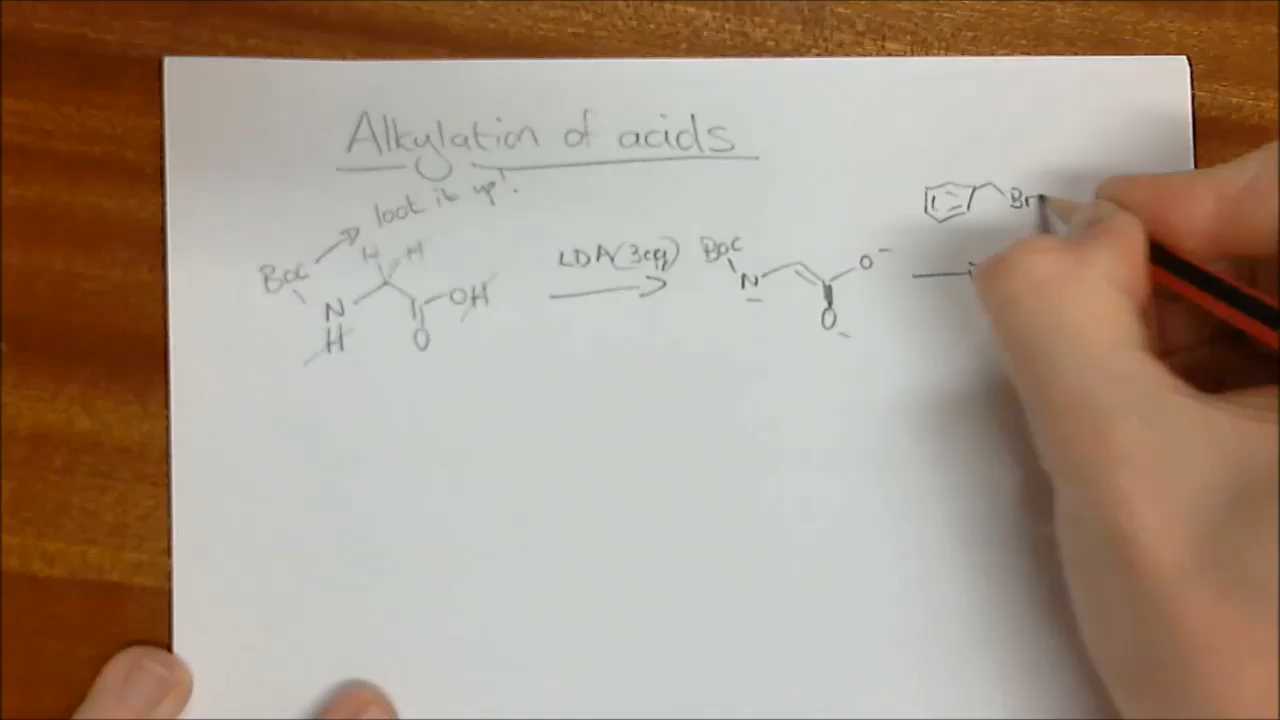 Alkylation of acids
look it up!
Br
H H
Boc LDA (3eq) Boc
O⁻
N OH N
H O O